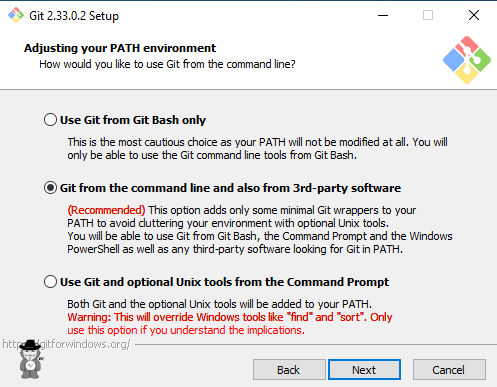 Git 2.33.0.2 Setup
Adjusting your PATH environment
How would you like to use Git from the command line?
Use Git from Git Bash only
This is the most cautious choice as your PATH will not be modified at all. You will
only be able to use the Git command line tools from Git Bash.
Git from the command line and also from 3rd-party software
(Recommended) This option adds only some minimal Git wrappers to your
PATH to avoid cluttering your environment with optional Unix tools.
You will be able to use Git from Git Bash, the Command Prompt and the Windows
PowerShell as well as any third-party software looking for Git in PATH.
Use Git and optional Unix tools from the Command Prompt
Both Git and the optional Unix tools will be added to your PATH.
Warning: This will override Windows tools like "find" and "sort". Only
use this option if you understand the implications.
gitforwindows.org/
Back
Next
Cancel